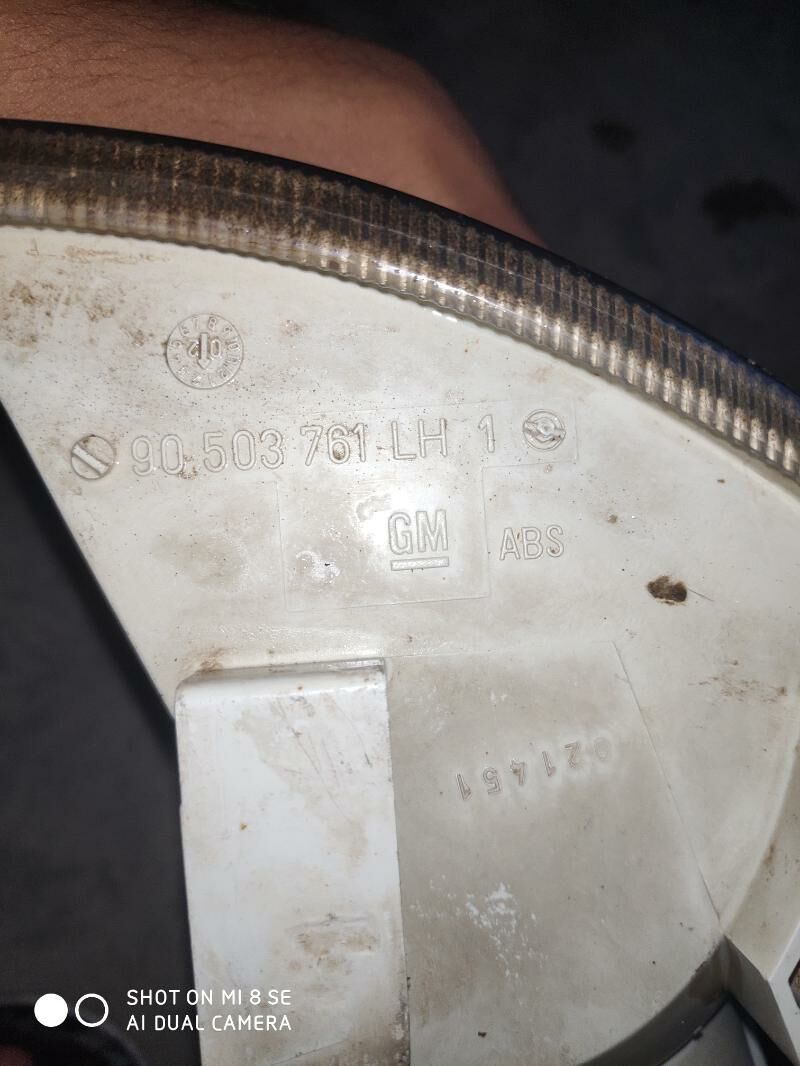 90 503 761 LH 1
GM
ABS
021451
SHOT ON MI 8 SE
AI DUAL CAMERA